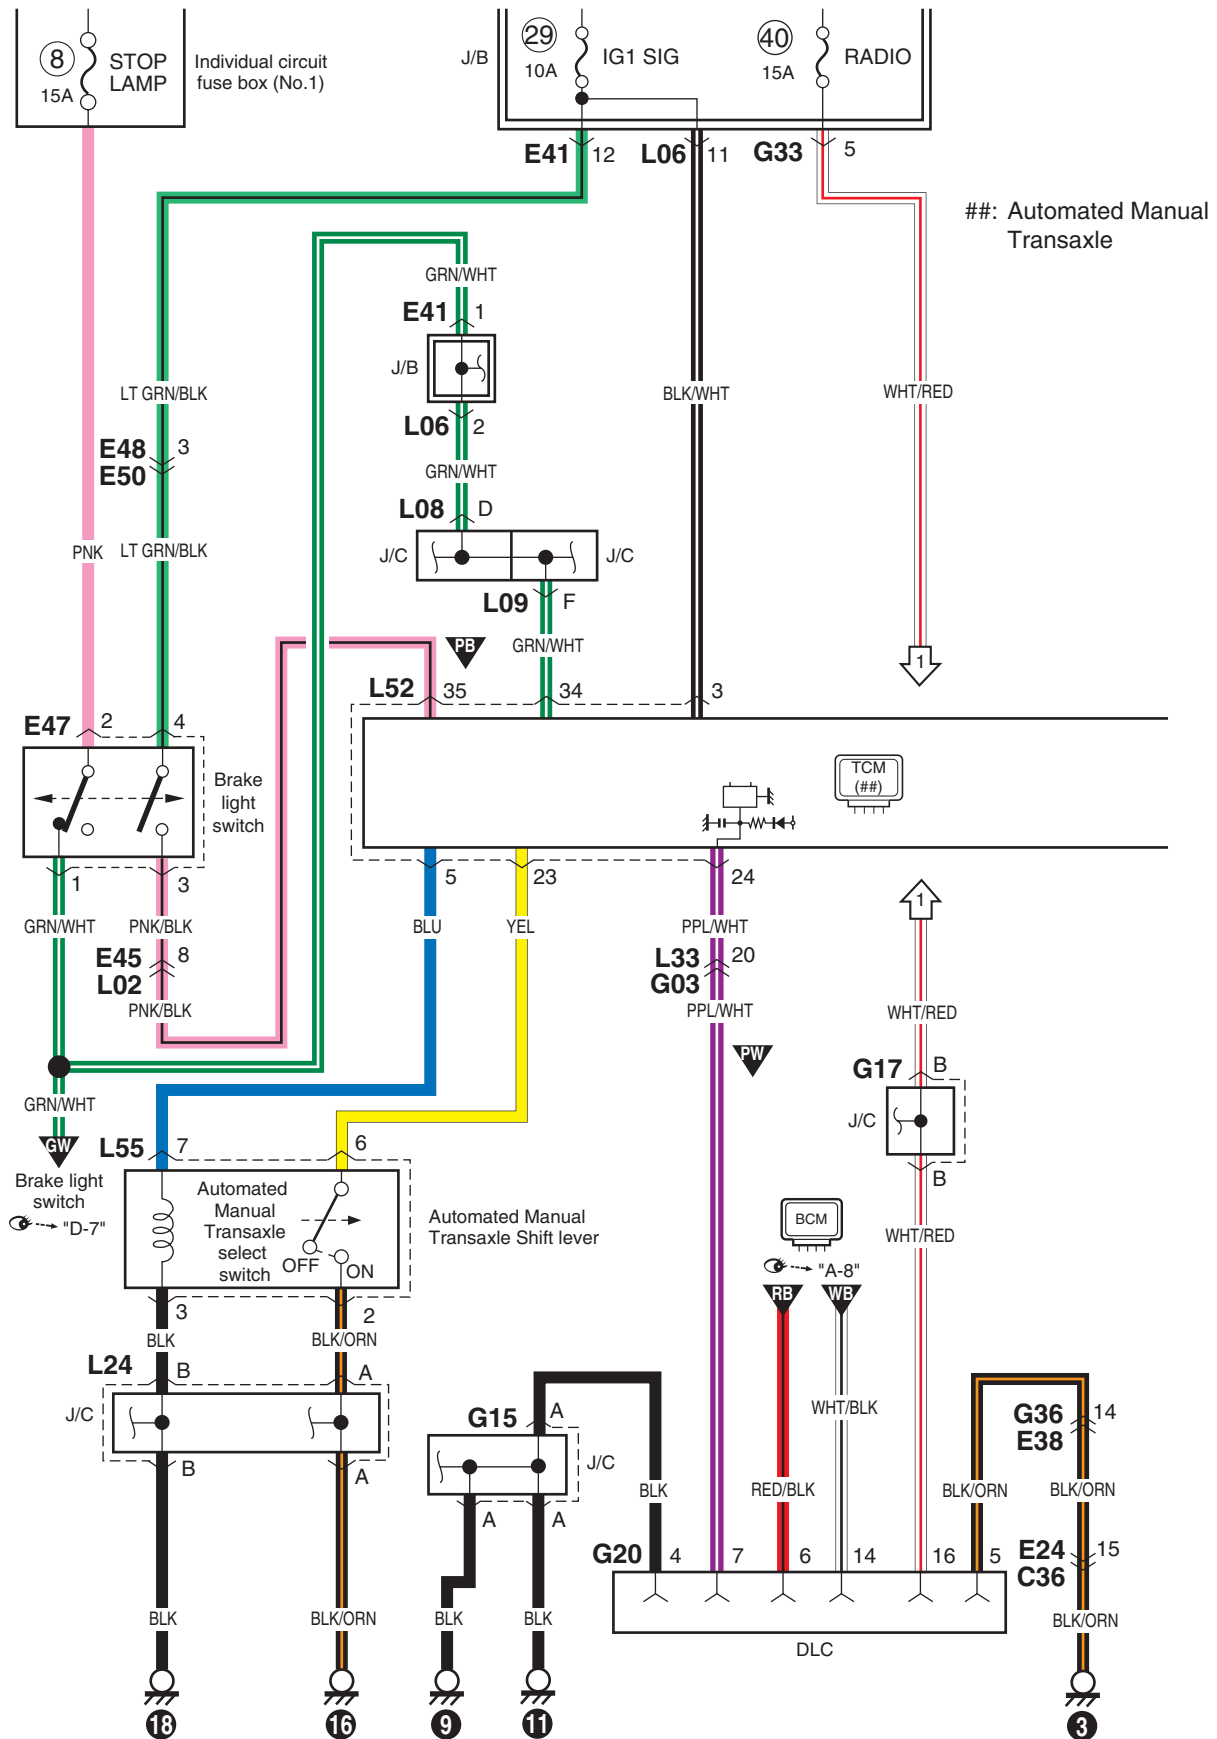 8
STOP
LAMP
15A
Individual circuit
fuse box (No.1)
J/B
29
10A
IG1 SIG
40
15A
RADIO
E41
12
L06
11
G33
5
##: Automated Manual
Transaxle
GRN/WHT
E41
1
J/B
L06
2
LT GRN/BLK
BLK/WHT
WHT/RED
E48
3
E50
GRN/WHT
L08
D
PNK
LT GRN/BLK
J/C
J/C
L09
F
PB
GRN/WHT
1
L52
35
34
3
E47
2
4
Brake
light
switch
TCM
(##)
1
3
5
23
24
1
GRN/WHT
PNK/BLK
BLU
YEL
PPL/WHT
E45
8
L02
L33
20
G03
PNK/BLK
PPL/WHT
WHT/RED
PW
G17
B
GRN/WHT
J/C
GW
L55
7
6
B
Brake light
switch
"D-7"
Automated
Manual
Transaxle
select
switch
OFF
ON
Automated Manual
Transaxle Shift lever
BCM
"A-8"
WHT/RED
RB
WB
3
2
BLK
BLK/ORN
L24
B
A
J/C
G15
A
WHT/BLK
G36
14
E38
B
A
J/C
BLK
RED/BLK
BLK/ORN
BLK/ORN
A
A
G20
4
7
6
14
16
5
E24
15
C36
BLK
BLK/ORN
BLK
BLK
BLK/ORN
DLC
18
16
9
11
3